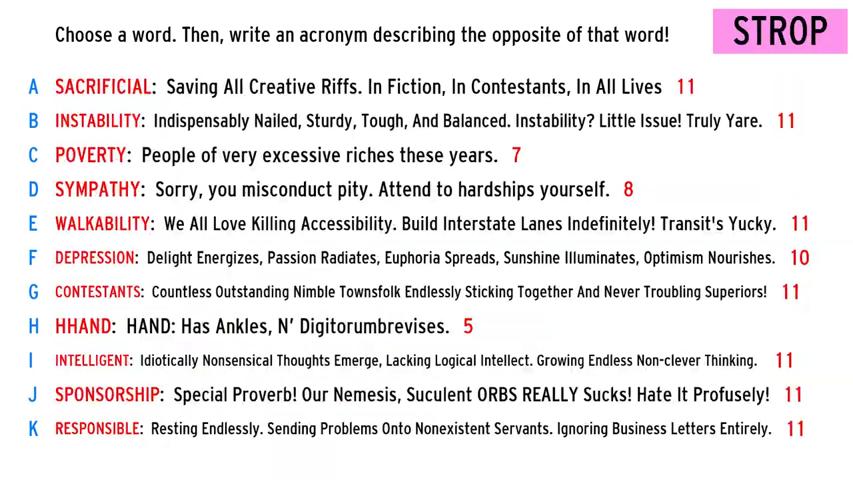 Choose a word. Then, write an acronym describing the opposite of that word!
STROP
A SACRIFICIAL: Saving All Creative Riffs. In Fiction, In Contestants, In All Lives 11
B INSTABILITY: Indispensably Nailed, Sturdy, Tough, And Balanced. Instability? Little Issue! Truly Yare. 11
C POVERTY: People of very excessive riches these years. 7
D SYMPATHY: Sorry, you misconduct pity. Attend to hardships yourself. 8
E WALKABILITY: We All Love Killing Accessibility. Build Interstate Lanes Indefinitely! Transit's Yucky. 11
F DEPRESSION: Delight Energizes, Passion Radiates, Euphoria Spreads, Sunshine Illuminates, Optimism Nourishes. 10
G CONTESTANTS: Countless Outstanding Nimble Townsfolk Endlessly Sticking Together And Never Troubling Superiors! 11
H HHAND: HAND: Has Ankles, N' Digitorumbrevises. 5
I INTELLIGENT: Idiotically Nonsensical Thoughts Emerge, Lacking Logical Intellect. Growing Endless Non-clever Thinking. 11
J SPONSORSHIP: Special Proverb! Our Nemesis, Suculent ORBS REALLY Sucks! Hate It Profusely! 11
K RESPONSIBLE: Resting Endlessly. Sending Problems Onto Nonexistent Servants. Ignoring Business Letters Entirely. 11